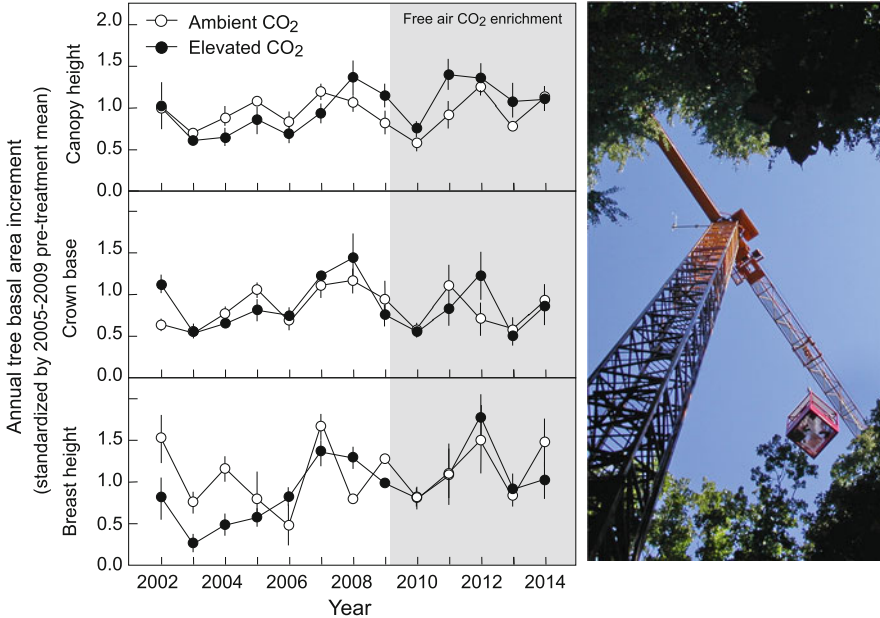 Ambient CO2
Elevated CO2
Free air CO2 enrichment
Annual tree basal area increment
(standardized by 2005-2009 pre-treatment mean)
Canopy height
2.0
1.5
1.0
0.5
0.0
Crown base
1.5
1.0
0.5
0.0
Breast height
1.5
1.0
0.5
0.0
2002 2004 2006 2008 2010 2012 2014
Year